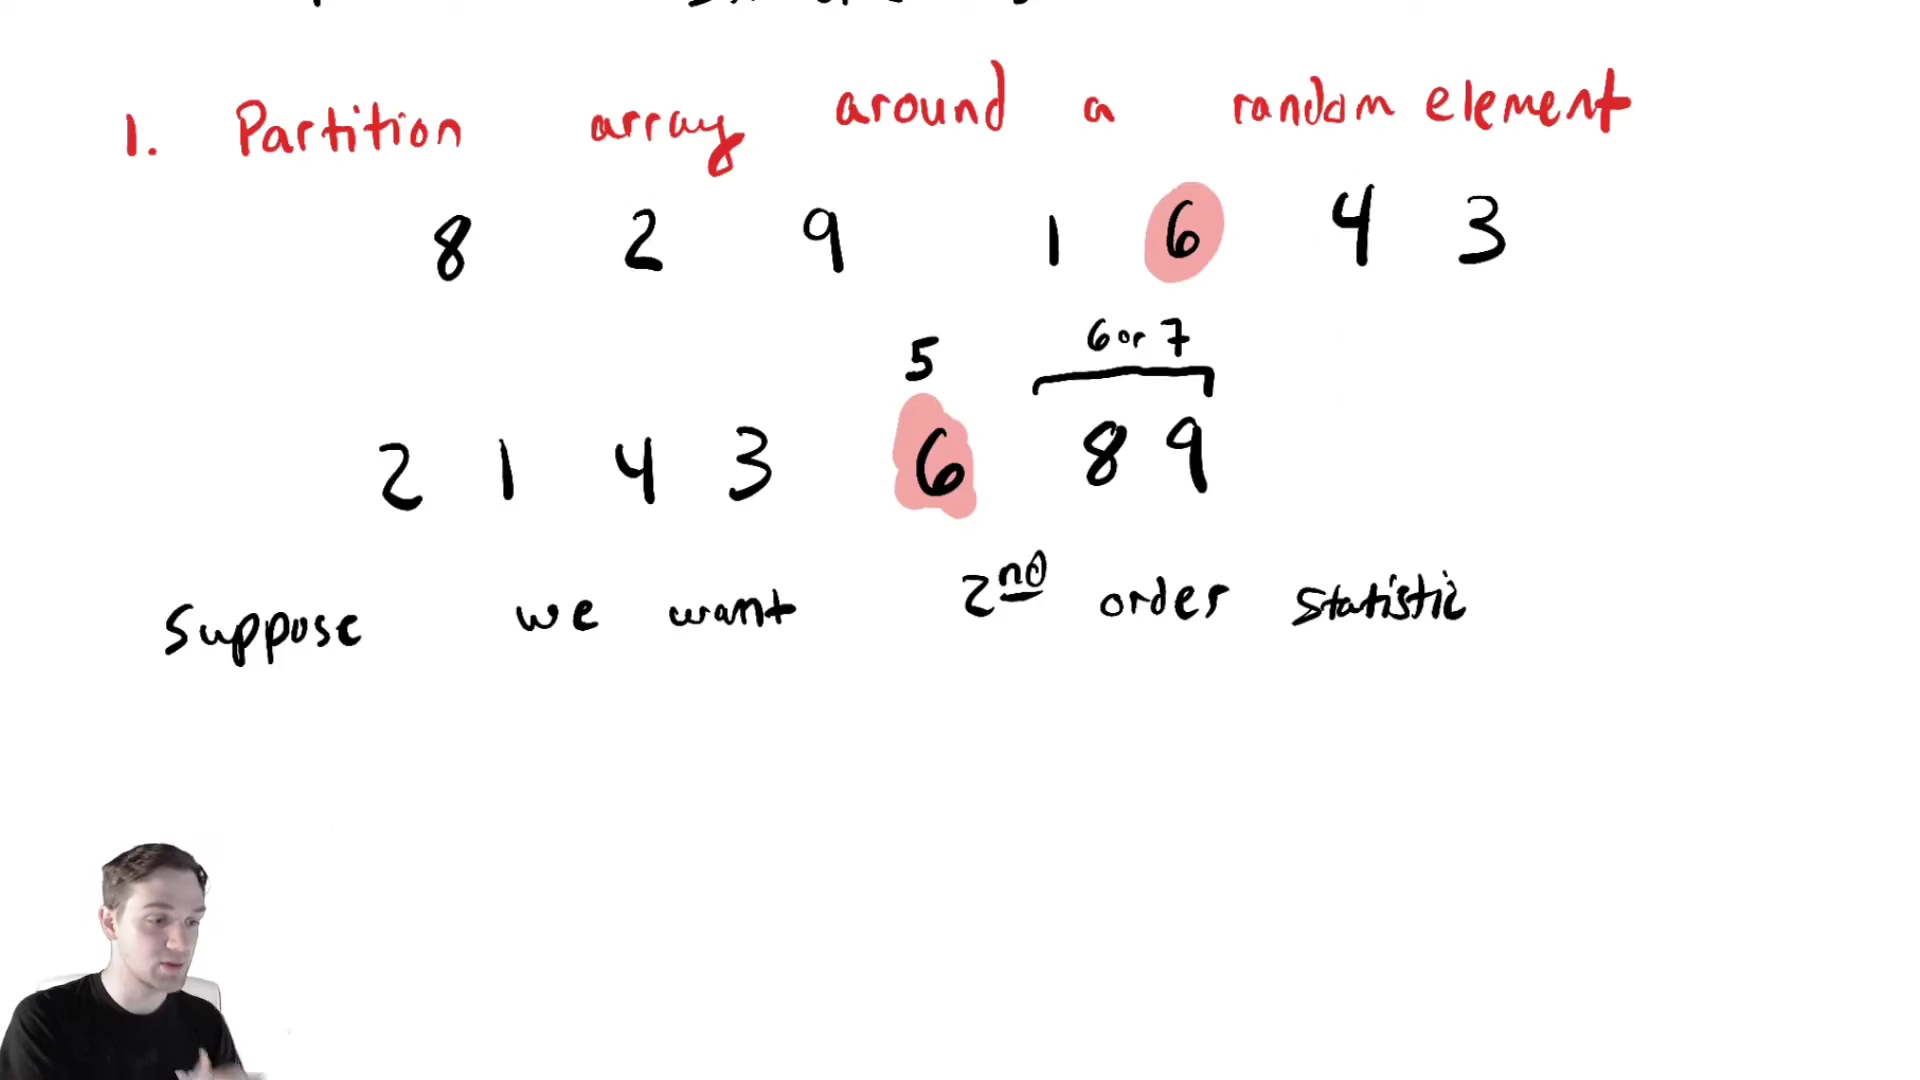 1. Partition array around a random element
8 2 9 1 6 4 3
5 6 or 7
2 1 4 3 6 8 9
Suppose we want 2nd order statistic